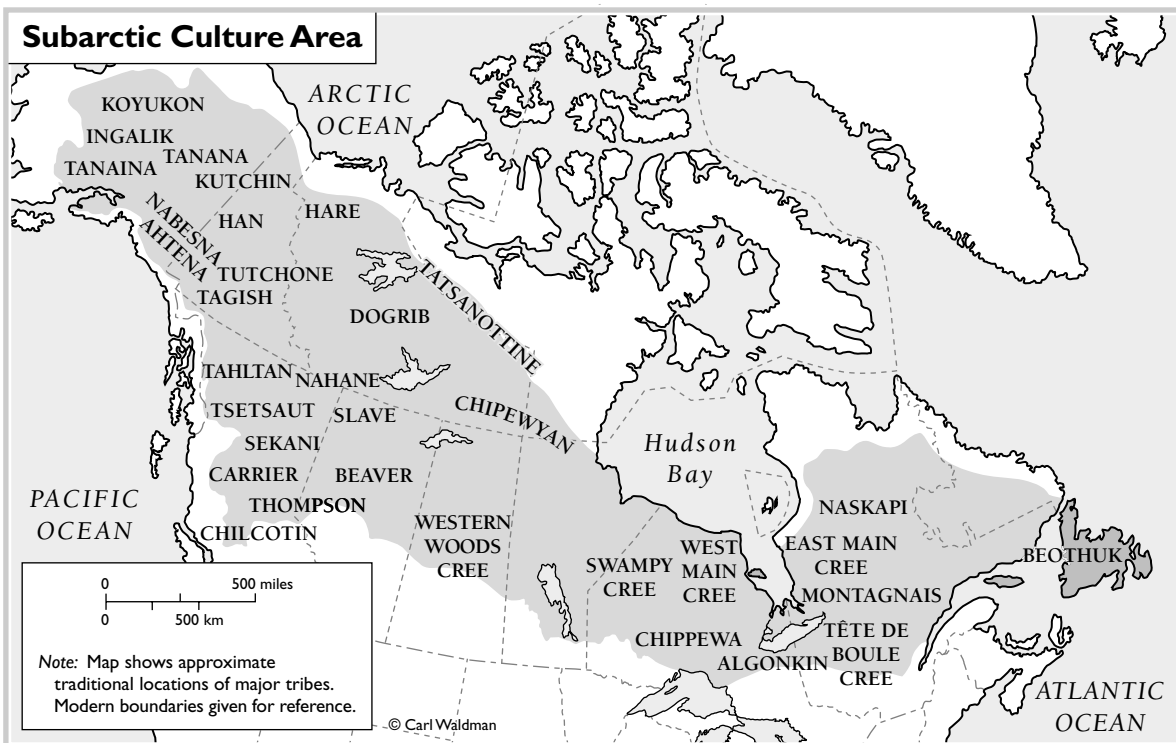 Subarctic Culture Area
ARCTIC
OCEAN
KOYUKON
INGALIK
TANAINA
TANANA
KUTCHIN
NABESNA
AHTENA
HAN
HARE
TUTCHONE
TAGISH
TATSANOTTINE
DOGRIB
TAHLTAN
NAHANE
TSETSAUT
SLAVE
CHIPEWYAN
SEKANI
CARRIER
BEAVER
THOMPSON
CHILCOTIN
PACIFIC
OCEAN
Hudson
Bay
WESTERN
WOODS
CREE
SWAMPY
CREE
WEST
MAIN
CREE
NASKAPI
EAST MAIN
CREE
MONTAGNAIS
BEOTHUK
CHIPPEWA
ALGONKIN
TÊTE DE
BOULE
CREE
ATLANTIC
OCEAN
0 500 miles
0 500 km
Note: Map shows approximate
traditional locations of major tribes.
Modern boundaries given for reference.
© Carl Waldman